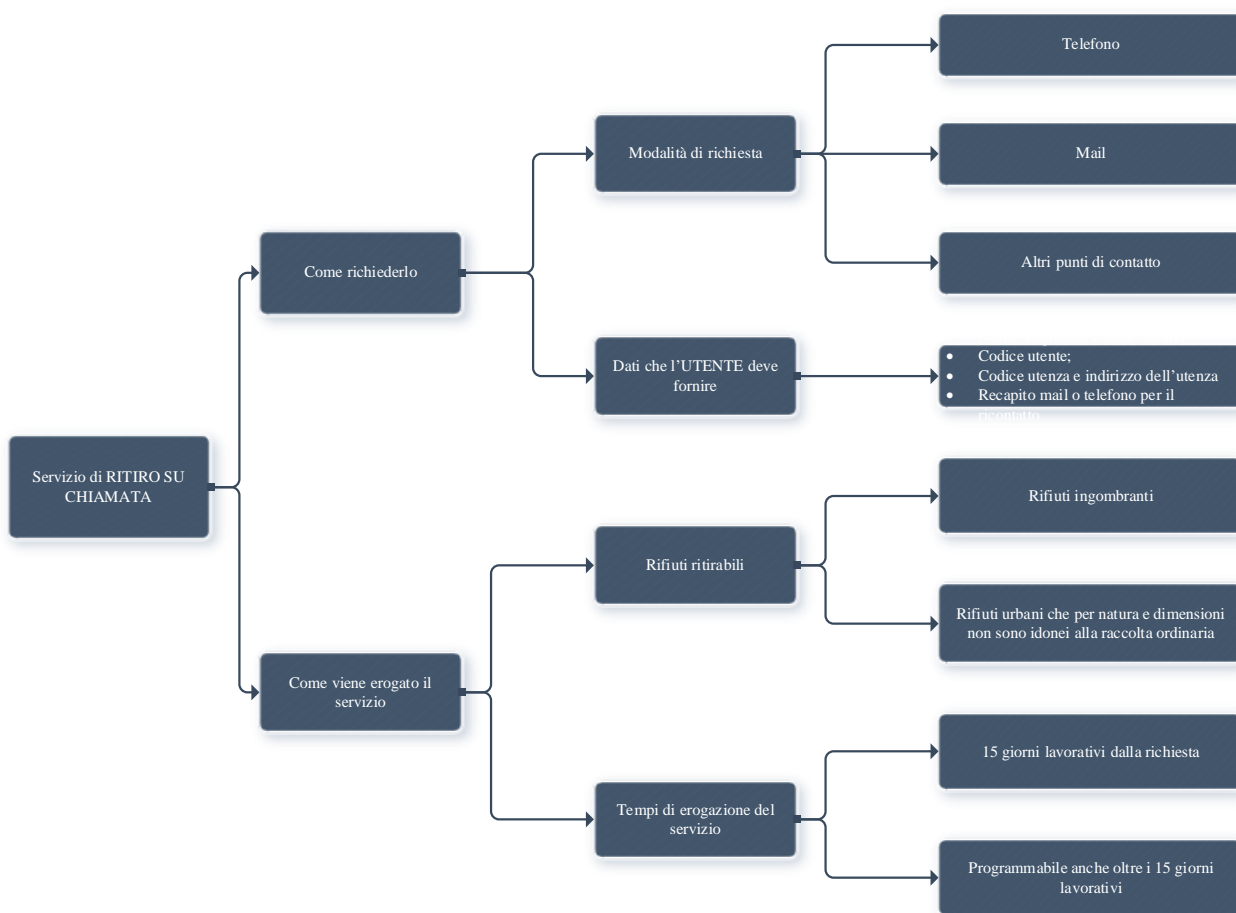 Telefono
Modalità di richiesta
Mail
Come richiederlo
Altri punti di contatto
Dati che l’UTENTE deve
fornire
• Codice utente;
• Codice utenza e indirizzo dell’utenza
• Recapito mail o telefono per il
ricontatto
Servizio di RITIRO SU
CHIAMATA
Rifiuti ingombranti
Rifiuti ritirabili
Rifiuti urbani che per natura e dimensioni
non sono idonei alla raccolta ordinaria
Come viene erogato il
servizio
15 giorni lavorativi dalla richiesta
Tempi di erogazione del
servizio
Programmabile anche oltre i 15 giorni
lavorativi